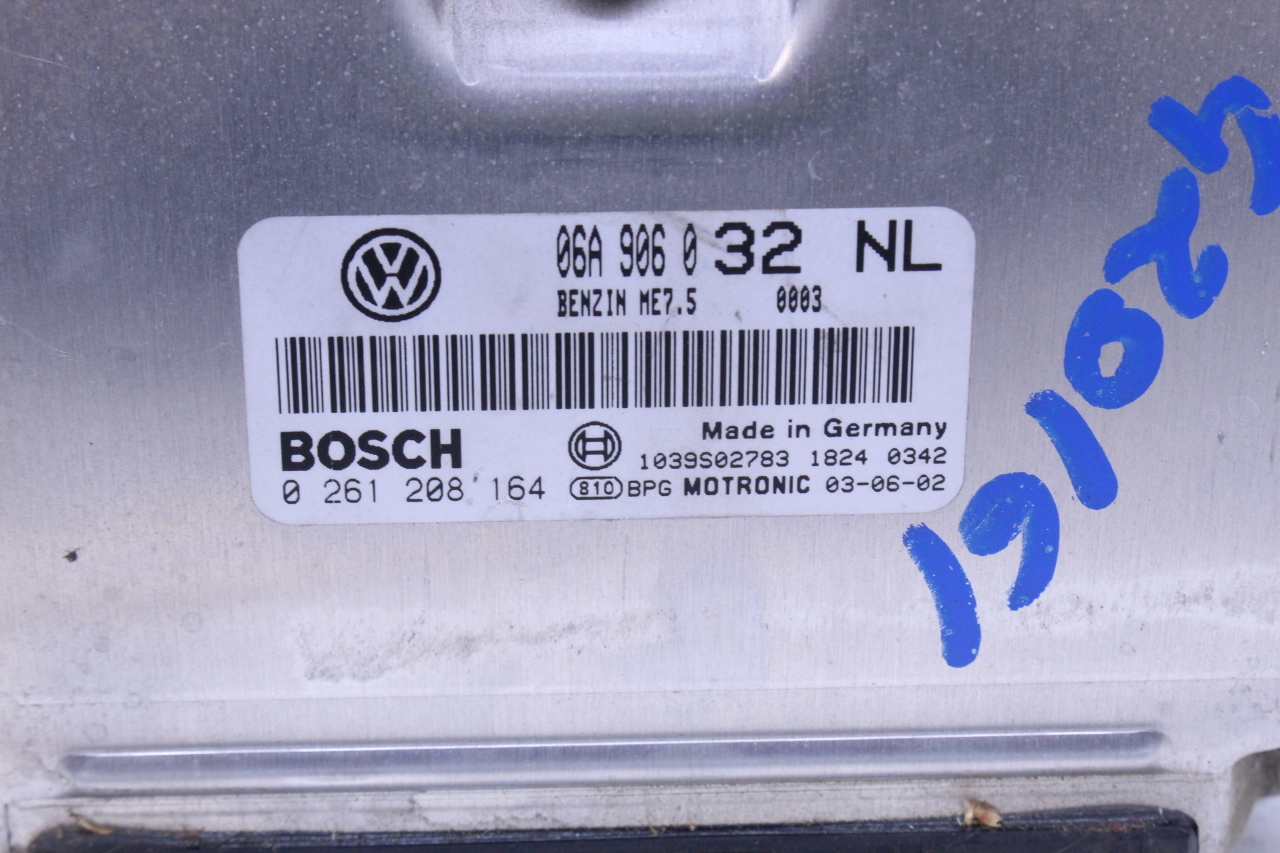 06A 906 032 NL
BENZIN ME7.5 0003
BOSCH
Made in Germany
1039S02783 1824 0342
0 261 208 164 810 BPG MOTRONIC 03-06-02